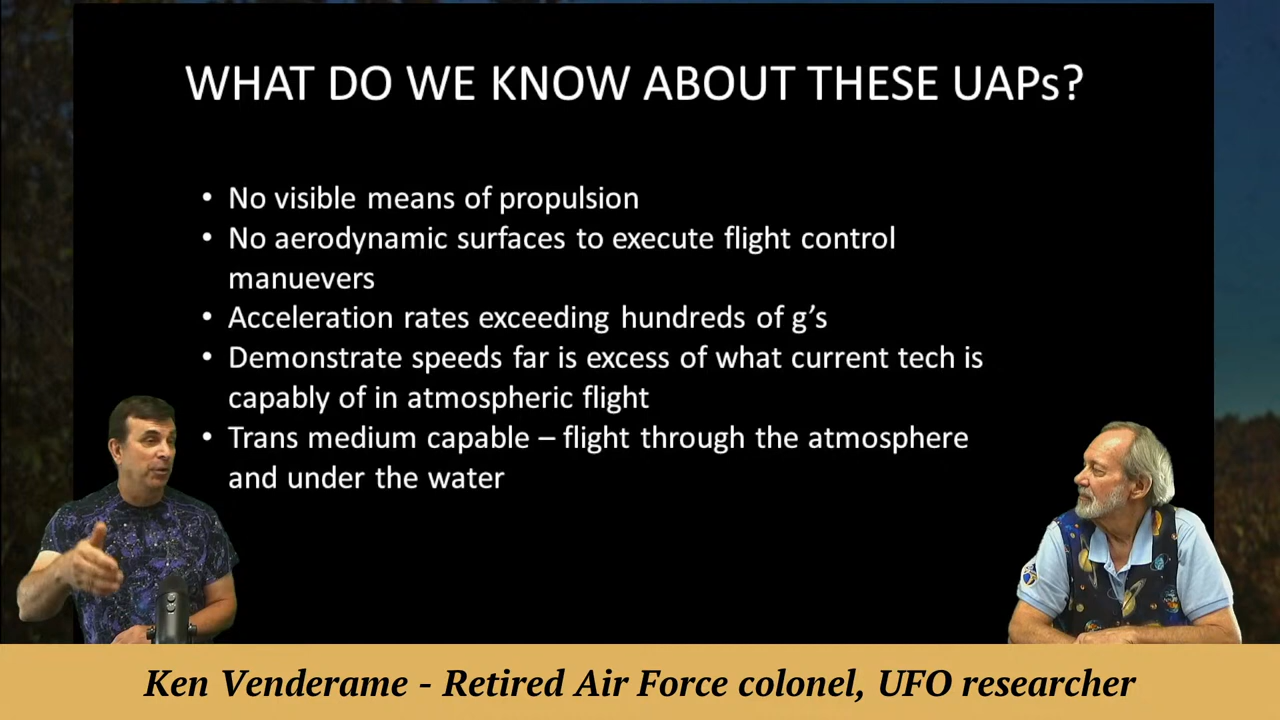 WHAT DO WE KNOW ABOUT THESE UAPs?
• No visible means of propulsion
• No aerodynamic surfaces to execute flight control
manuevers
• Acceleration rates exceeding hundreds of g’s
• Demonstrate speeds far is excess of what current tech is
capably of in atmospheric flight
• Trans medium capable – flight through the atmosphere
and under the water
Ken Venderame - Retired Air Force colonel, UFO researcher